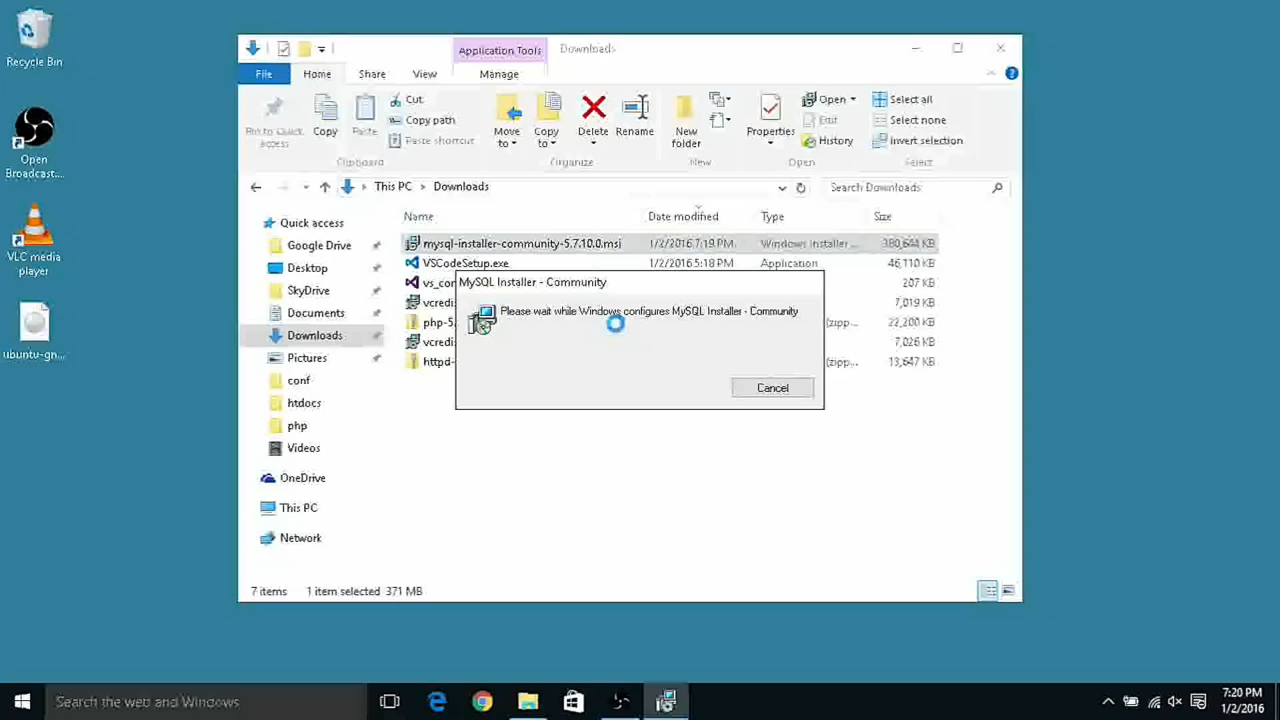 Recycle Bin
Open
Broadcast...
VLC media
player
ubuntu-gn...
Application Tools
Downloads
File
Home
Share
View
Manage
Pin to Quick
access
Copy
Paste
Cut
Copy path
Paste shortcut
Clipboard
Move
to
Copy
to
Delete
Rename
Organize
New
folder
New
Properties
Open
Edit
History
Open
Select all
Select none
Invert selection
Select
This PC
Downloads
Search Downloads
Quick access
Google Drive
Desktop
SkyDrive
Documents
Downloads
Pictures
conf
htdocs
php
Videos
OneDrive
This PC
Network
Name Date modified Type Size
mysql-installer-community-5.7.10.0.msi 1/2/2016 7:19 PM Windows Installer ... 380,644 KB
VSCodeSetup.exe 1/2/2016 5:18 PM Application 46,110 KB
vs_con 207 KB
vcredi 7,019 KB
php-5. (zipp... 22,200 KB
vcredi 7,026 KB
httpd- (zipp... 13,647 KB
MySQL Installer - Community
Please wait while Windows configures MySQL Installer - Community
Cancel
7 items 1 item selected 371 MB
Search the web and Windows
7:20 PM
1/2/2016